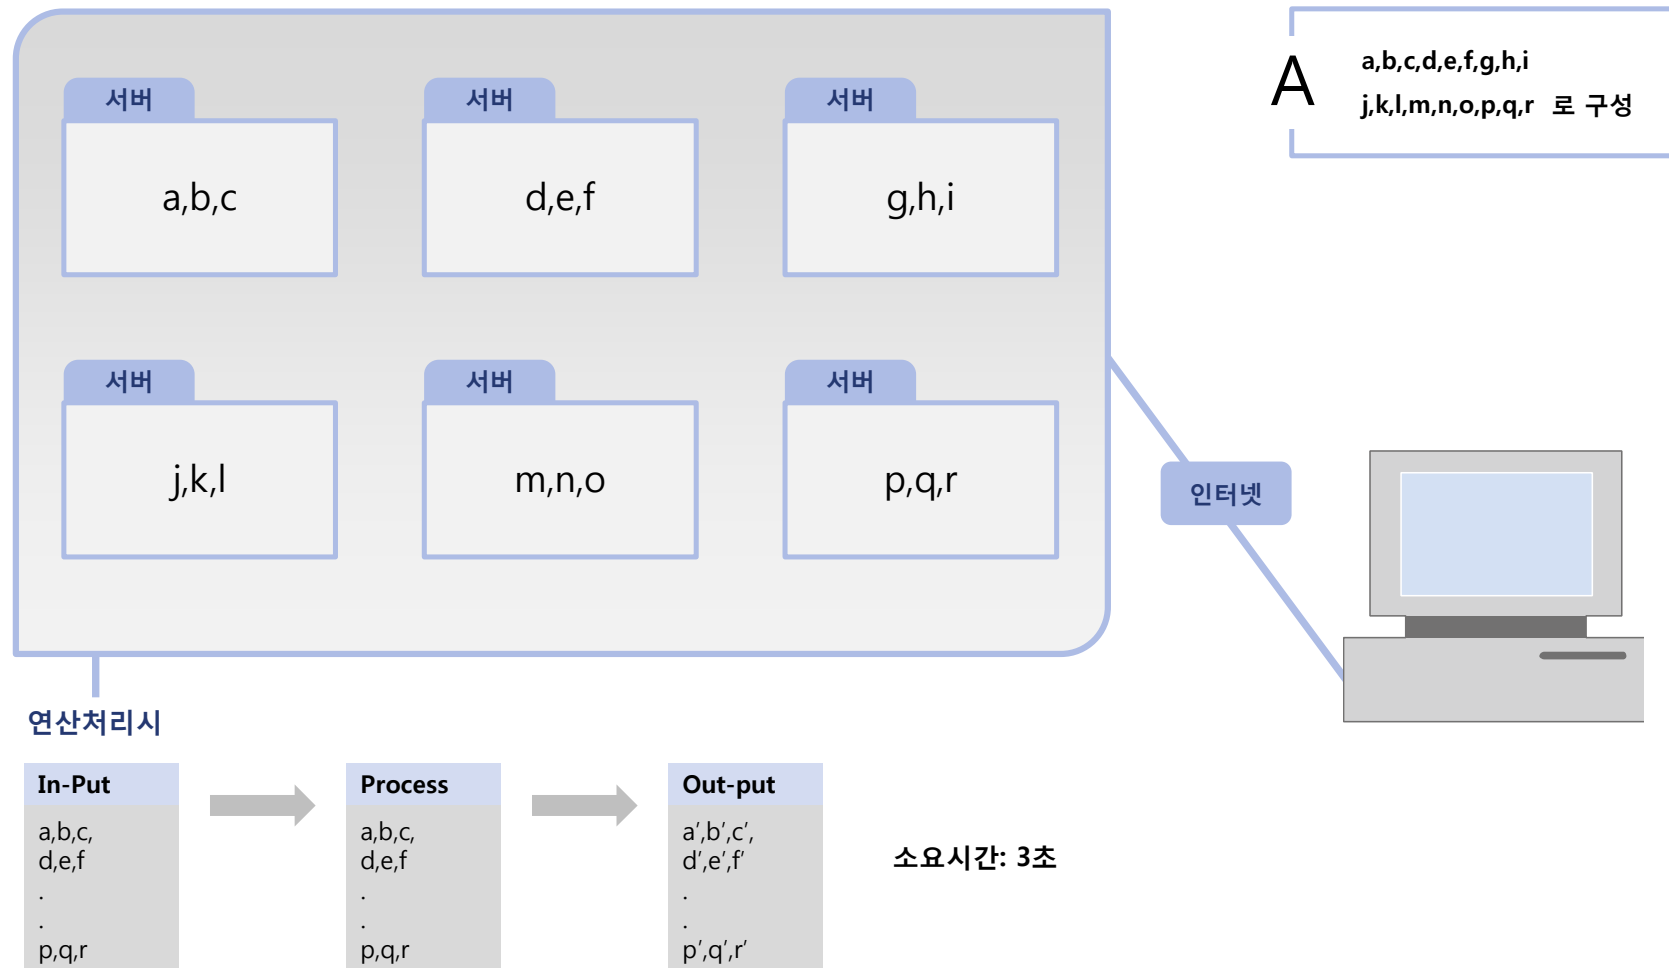 서버
a,b,c
서버
d,e,f
서버
g,h,i
서버
j,k,l
서버
m,n,o
서버
p,q,r
A
a,b,c,d,e,f,g,h,i
j,k,l,m,n,o,p,q,r 로 구성
인터넷
연산처리시
In-Put
a,b,c,
d,e,f
.
.
p,q,r
Process
a,b,c,
d,e,f
.
.
p,q,r
Out-put
a′,b′,c′,
d′,e′,f′
.
.
p′,q′,r′
소요시간: 3초